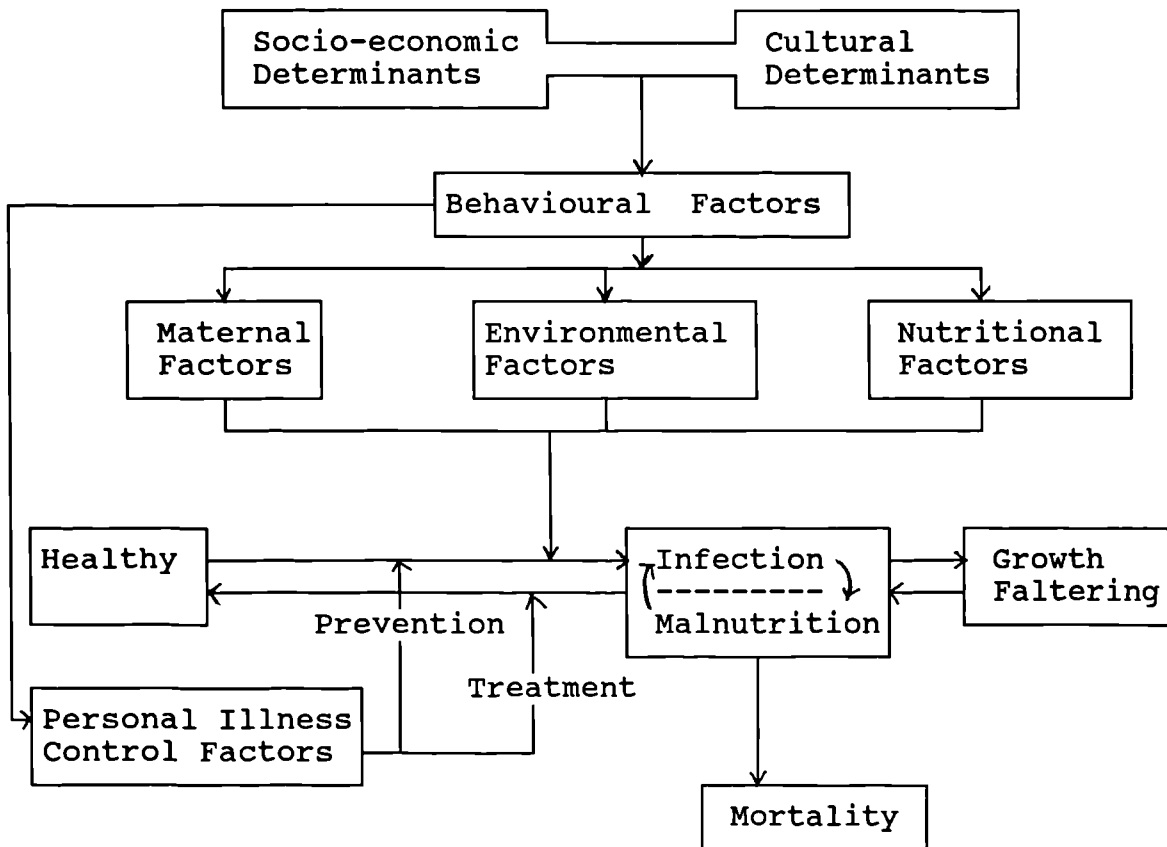 Socio-economic
Determinants
Cultural
Determinants
Behavioural Factors
Maternal
Factors
Environmental
Factors
Nutritional
Factors
Healthy
Infection
Malnutrition
Growth
Faltering
Prevention
Treatment
Personal Illness
Control Factors
Mortality